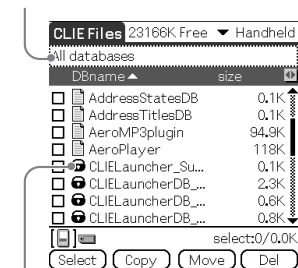 CLIE Files 23166K Free Handheld
All databases
DBname size
AddressStatesDB 0.1K
AddressTitlesDB 0.1K
AeroMP3plugin 94.9K
AeroPlayer 118K
CLIELauncher_Su... 0.1K
CLIELauncherDB_... 2.3K
CLIELauncherDB_... 0.6K
CLIELauncherDB_... 0.8K
select:0/0.0K
Select Copy Move Del